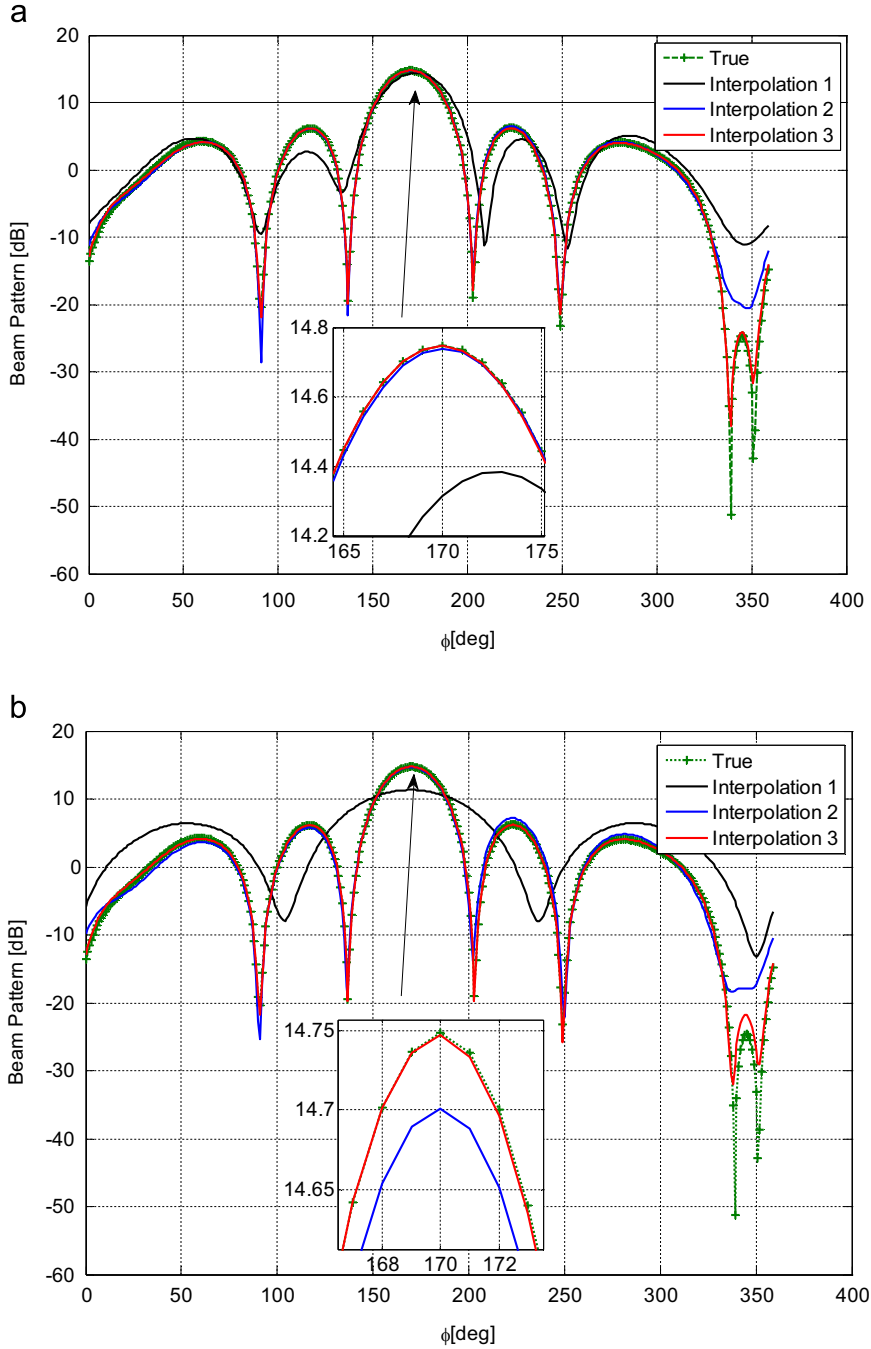 a
20
10
0
-10
-20
-30
-40
-50
-60
Beam Pattern [dB]
True
Interpolation 1
Interpolation 2
Interpolation 3
14.8
14.6
14.4
14.2
165 170 175
0 50 100 150 200 250 300 350 400
ϕ[deg]
b
20
10
0
-10
-20
-30
-40
-50
-60
Beam Pattern [dB]
True
Interpolation 1
Interpolation 2
Interpolation 3
14.75
14.7
14.65
168 170 172
0 50 100 150 200 250 300 350 400
ϕ[deg]